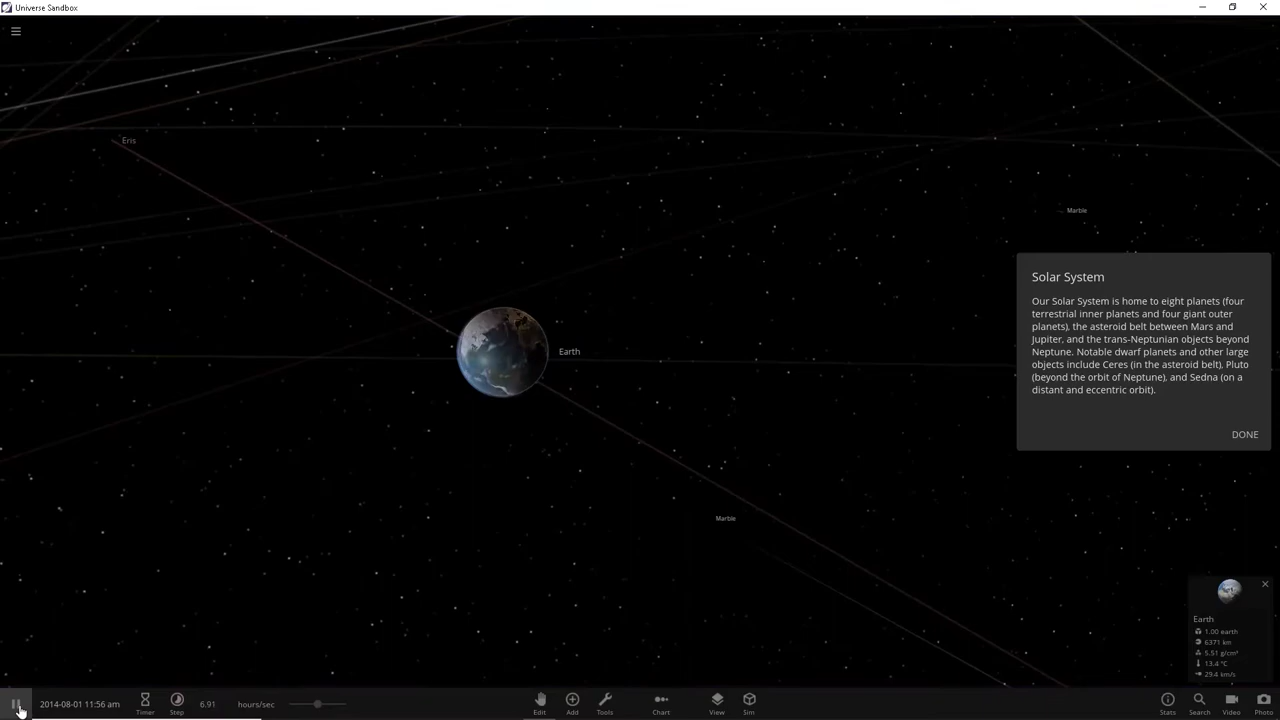 Universe Sandbox
Eris
Marble
Solar System
Our Solar System is home to eight planets (four
terrestrial inner planets and four giant outer
planets), the asteroid belt between Mars and
Jupiter, and the trans-Neptunian objects beyond
Neptune. Notable dwarf planets and other large
objects include Ceres (in the asteroid belt), Pluto
(beyond the orbit of Neptune), and Sedna (on a
distant and eccentric orbit).
DONE
Earth
Marble
Earth
1.00 earth
6371 km
5.51 g/cm³
13.4 °C
29.4 km/s
2014-08-01 11:56 am
Timer
Step
6.91 hours/sec
Edit
Add
Tools
Chart
View
Sim
Stats
Search
Video
Photo